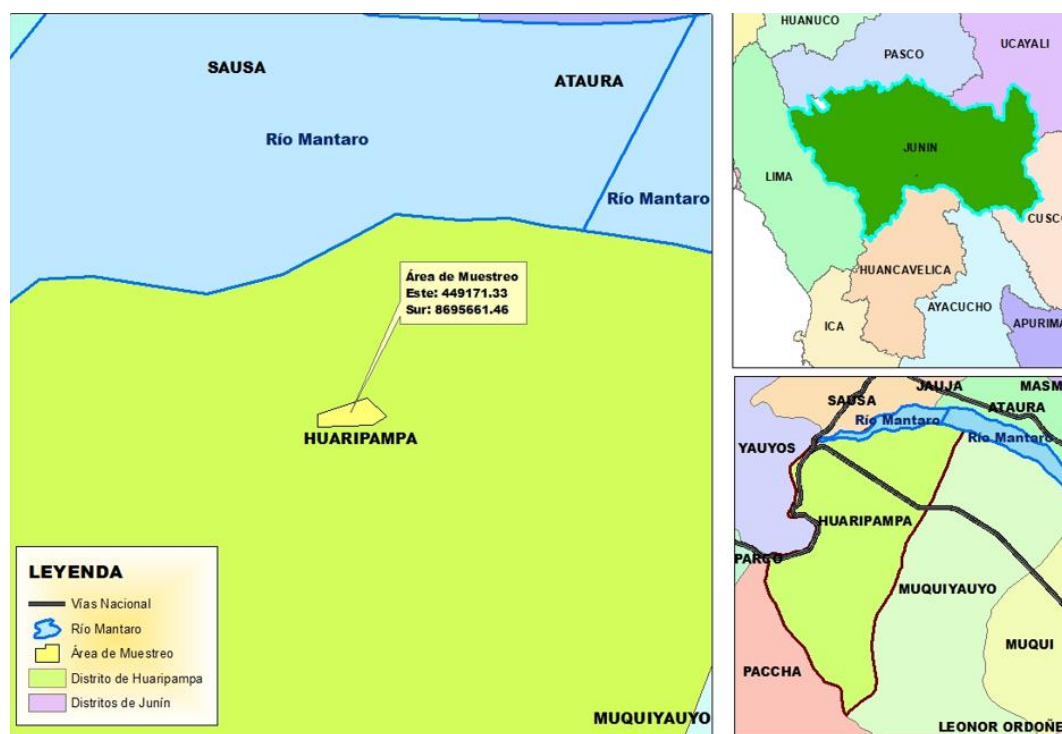 SAUSA
ATAURA
Río Mantaro
Río Mantaro
Área de Muestreo
Este: 449171.33
Sur: 8695661.46
HUARIPAMPA
LEYENDA
Vías Nacional
Río Mantaro
Área de Muestreo
Distrito de Huaripampa
Distritos de Junín
MUQUIYAUYO
HUANUCO
UCAYALI
PASCO
JUNIN
LIMA
CUSCO
HUANCAVELICA
AYACUCHO
ICA
APURIMA
JAUJA
MASM
SAUSA
ATAURA
Río Mantaro
Río Mantaro
YAUYOS
HUARIPAMPA
PARCO
MUQUIYAUYO
MUQUI
PACCHA
LEONOR ORDOÑE